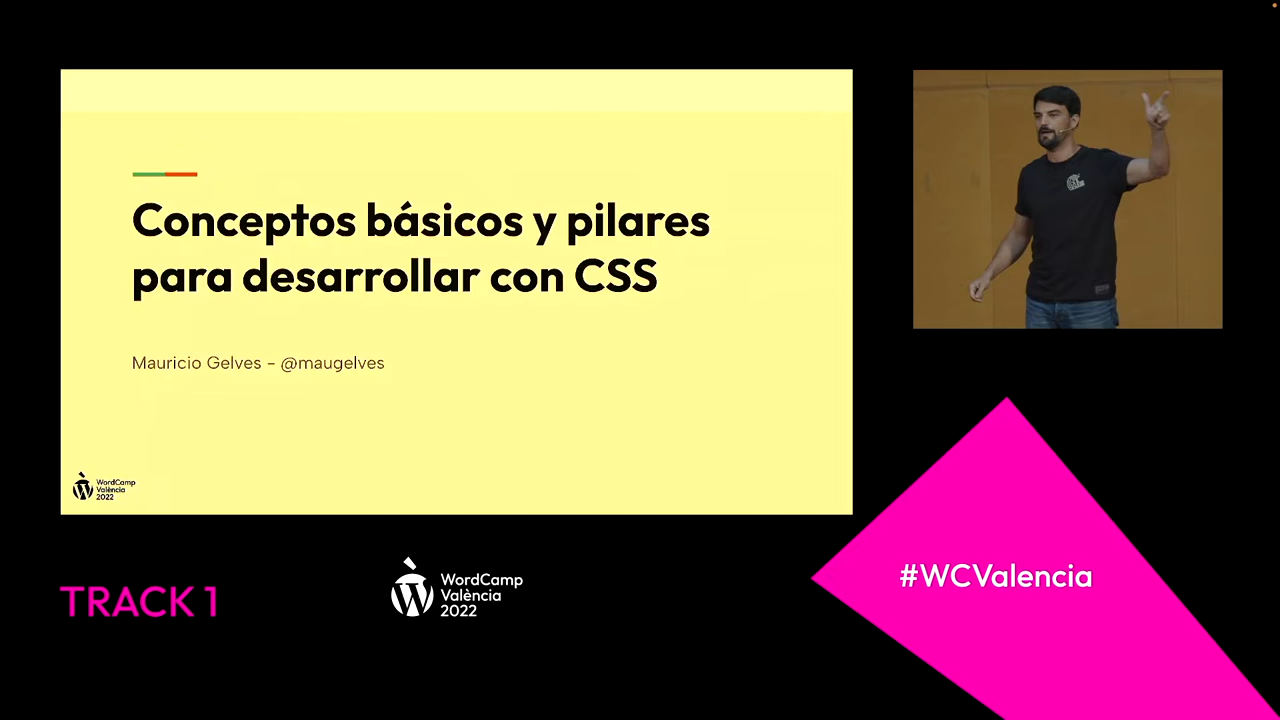 Conceptos básicos y pilares
para desarrollar con CSS
Mauricio Gelves - @maugelves
WordCamp
València
2022
TRACK 1
WordCamp
València
2022
#WCValencia